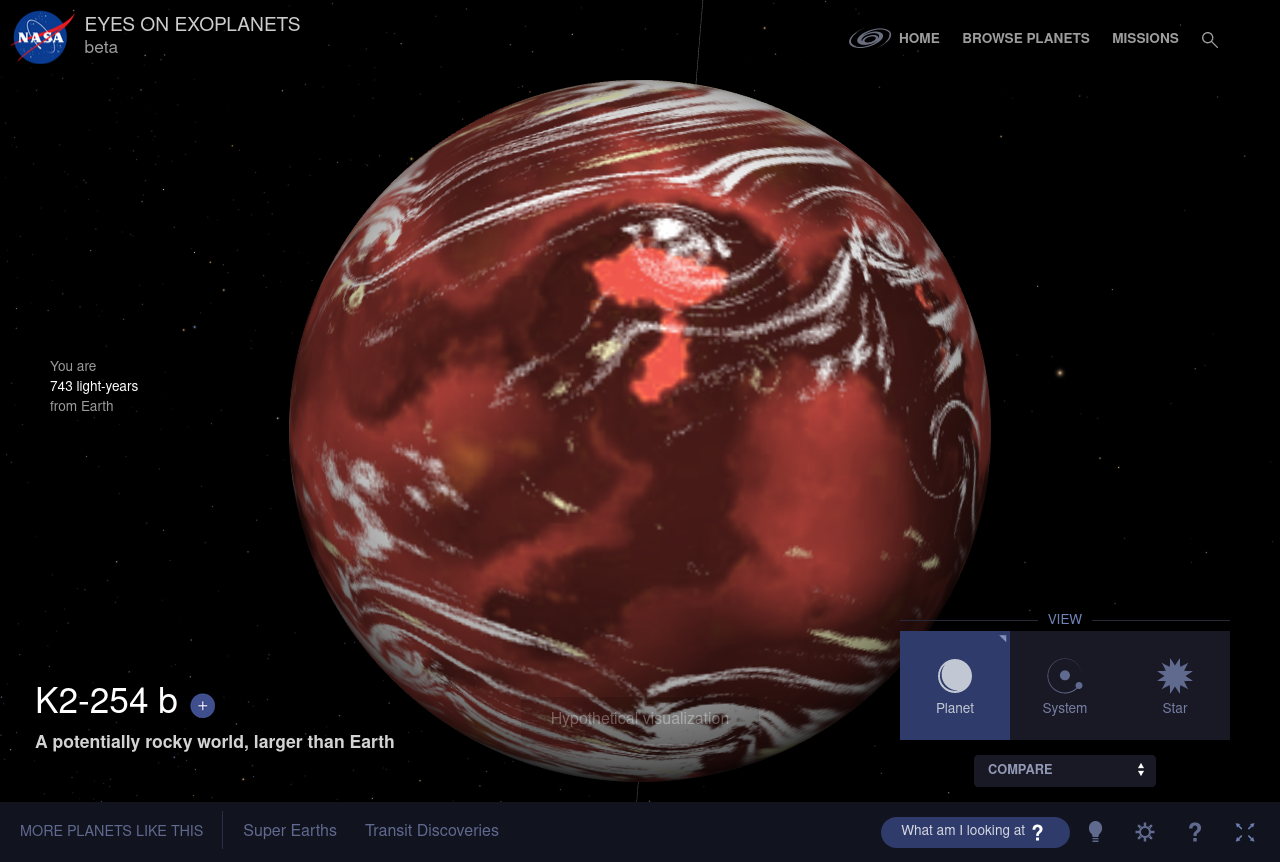 NASA
EYES ON EXOPLANETS
beta
HOME
BROWSE PLANETS
MISSIONS
You are
743 light-years
from Earth
VIEW
Planet
System
Star
K2-254 b +
A potentially rocky world, larger than Earth
Hypothetical visualization
COMPARE
MORE PLANETS LIKE THIS
Super Earths
Transit Discoveries
What am I looking at ?
?